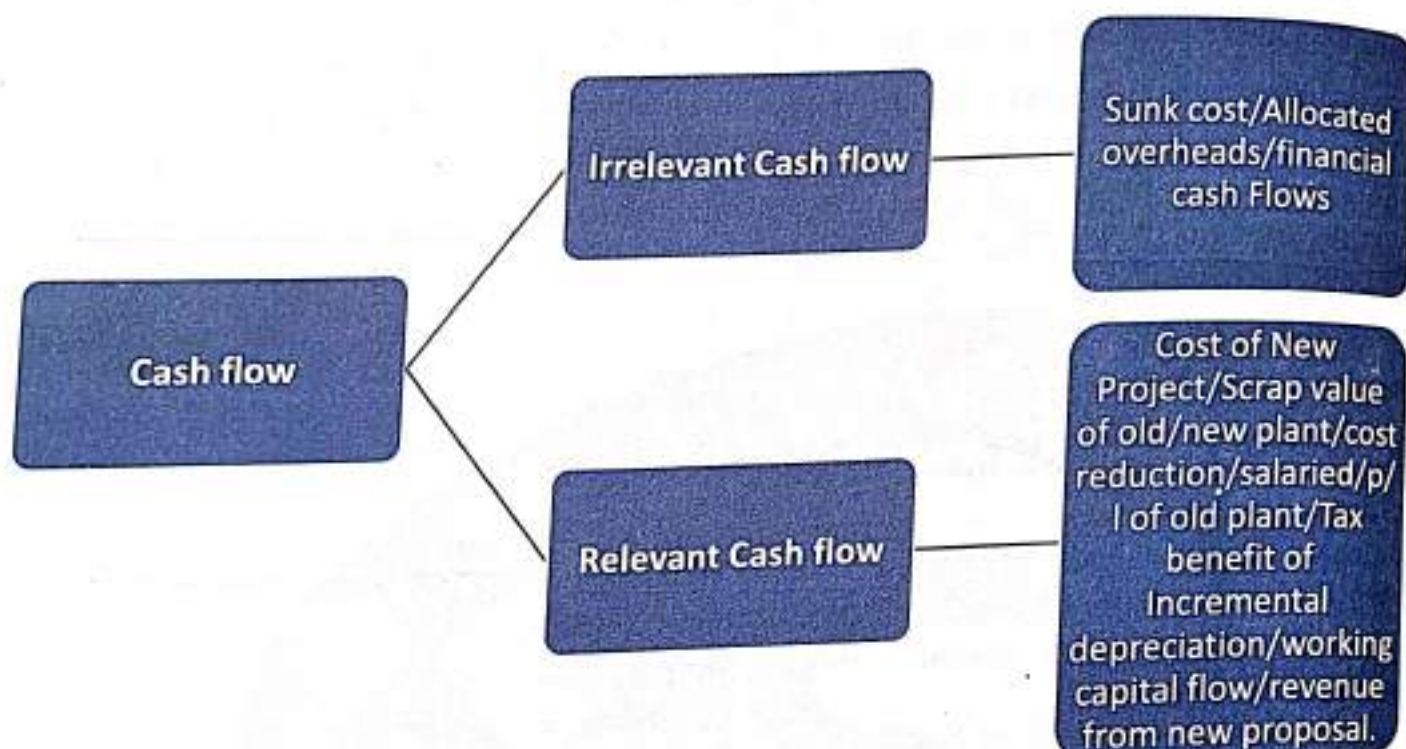 Cash flow
Irrelevant Cash flow
Sunk cost/Allocated
overheads/financial
cash Flows
Relevant Cash flow
Cost of New
Project/Scrap value
of old/new plant/cost
reduction/salaried/p/
l of old plant/Tax
benefit of
Incremental
depreciation/working
capital flow/revenue
from new proposal.